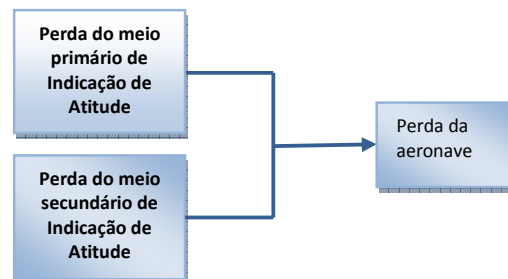 Perda do meio
primário de
Indicação de
Atitude
Perda da
aeronave
Perda do meio
secundário de
Indicação de
Atitude